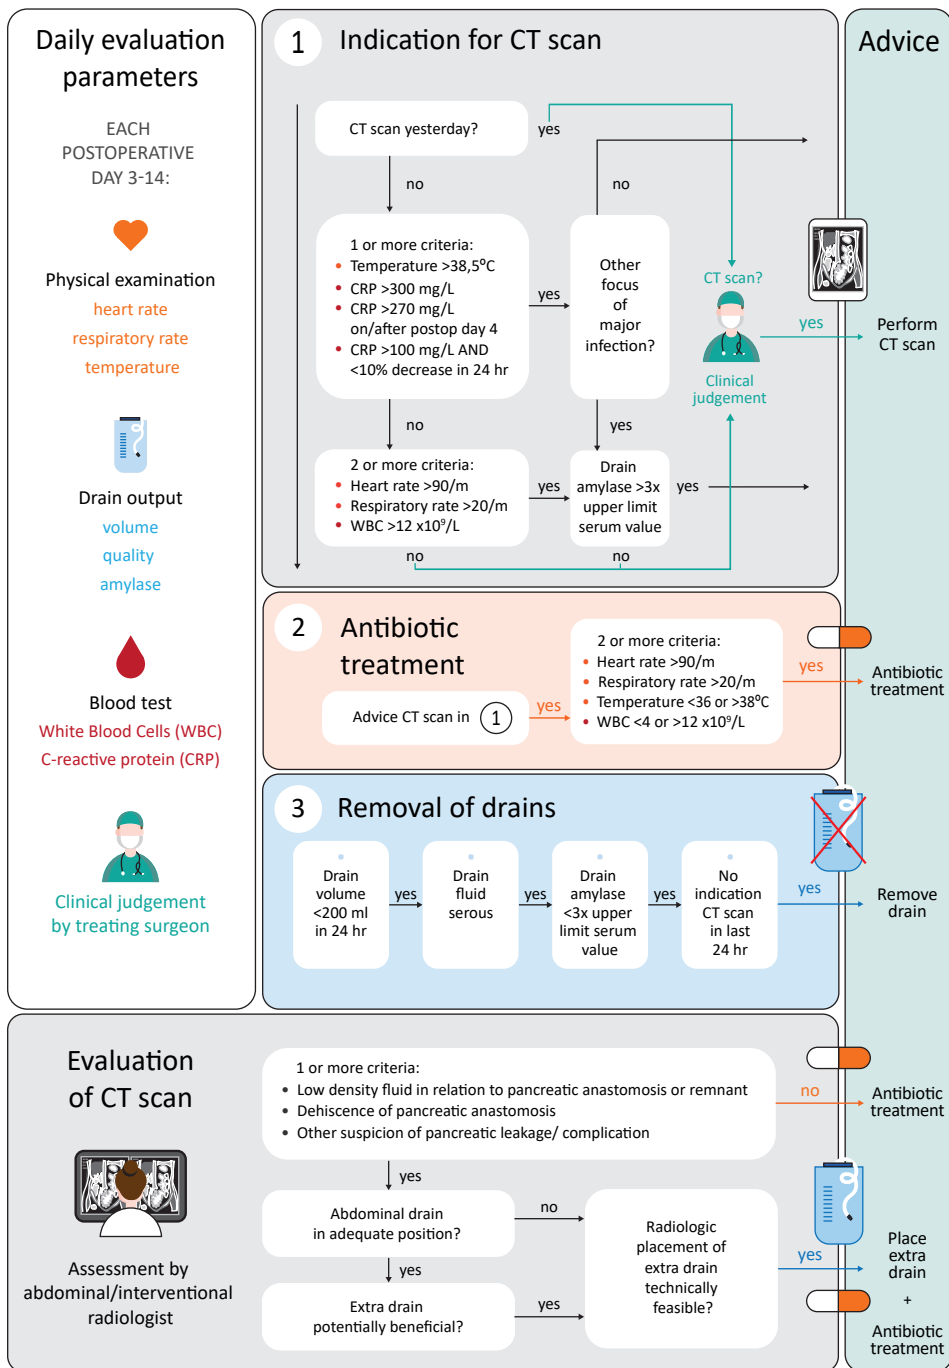 Daily evaluation
parameters
EACH
POSTOPERATIVE
DAY 3-14:
Physical examination
heart rate
respiratory rate
temperature
Drain output
volume
quality
amylase
Blood test
White Blood Cells (WBC)
C-reactive protein (CRP)
Clinical judgement
by treating surgeon
1 Indication for CT scan
CT scan yesterday?
yes
no
1 or more criteria:
• Temperature >38,5ºC
• CRP >300 mg/L
• CRP >270 mg/L
on/after postop day 4
• CRP >100 mg/L AND
<10% decrease in 24 hr
yes
no
Other
focus
of
major
infection?
no
yes
2 or more criteria:
• Heart rate >90/m
• Respiratory rate >20/m
• WBC >12 x10⁹/L
yes
no
Drain
amylase >3x
upper limit
serum value
yes
no
CT scan?
Clinical
judgement
yes
Advice
Perform
CT scan
2 Antibiotic
treatment
Advice CT scan in 1
yes
2 or more criteria:
• Heart rate >90/m
• Respiratory rate >20/m
• Temperature <36 or >38ºC
• WBC <4 or >12 x10⁹/L
yes
Antibiotic
treatment
3 Removal of drains
Drain
volume
<200 ml
in 24 hr
yes
Drain
fluid
serous
yes
Drain
amylase
<3x upper
limit serum
value
yes
No
indication
CT scan
in last
24 hr
yes
Remove
drain
Evaluation
of CT scan
Assessment by
abdominal/interventional
radiologist
1 or more criteria:
• Low density fluid in relation to pancreatic anastomosis or remnant
• Dehiscence of pancreatic anastomosis
• Other suspicion of pancreatic leakage/ complication
no
Antibiotic
treatment
yes
Abdominal drain
in adequate position?
no
yes
Extra drain
potentially beneficial?
yes
Radiologic
placement of
extra drain
technically
feasible?
yes
Place
extra
drain
+
Antibiotic
treatment